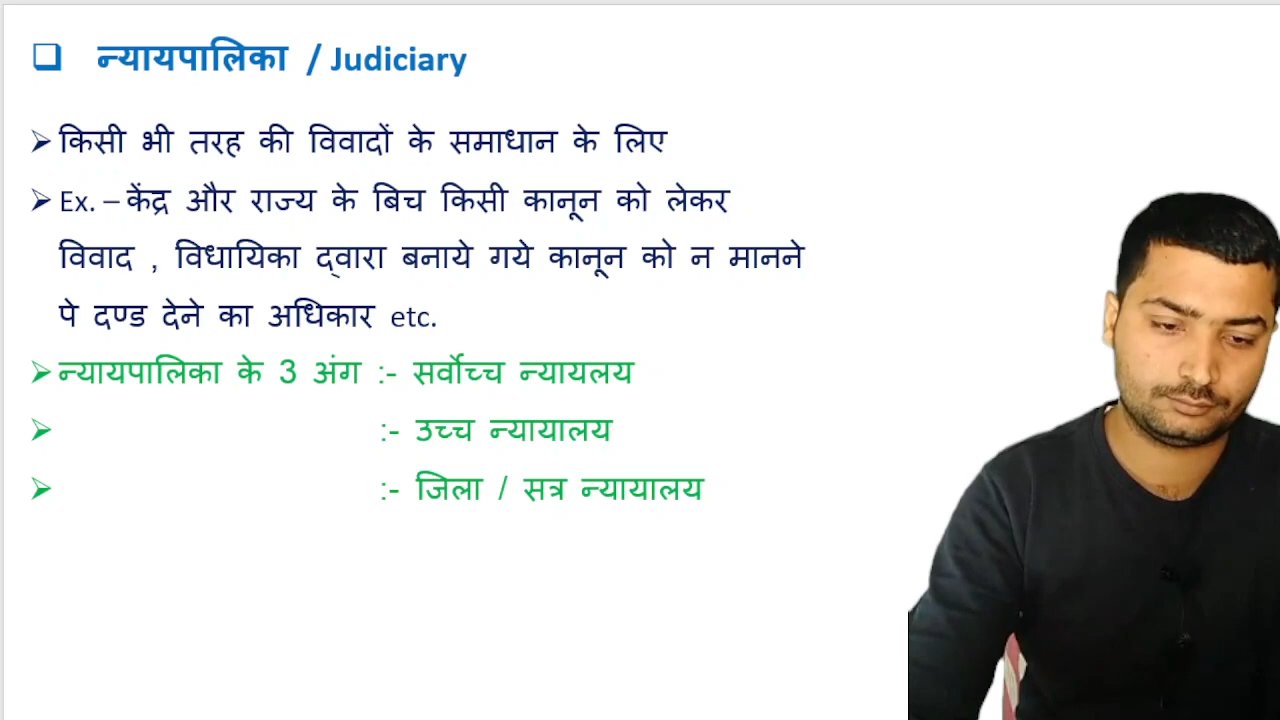 न्यायपालिका / Judiciary
किसी भी तरह की विवादों के समाधान के लिए
Ex. – केंद्र और राज्य के बिच किसी कानून को लेकर
विवाद , विधायिका द्वारा बनाये गये कानून को न मानने
पे दण्ड देने का अधिकार etc.
न्यायपालिका के 3 अंग :- सर्वोच्च न्यायलय
:- उच्च न्यायालय
:- जिला / सत्र न्यायालय